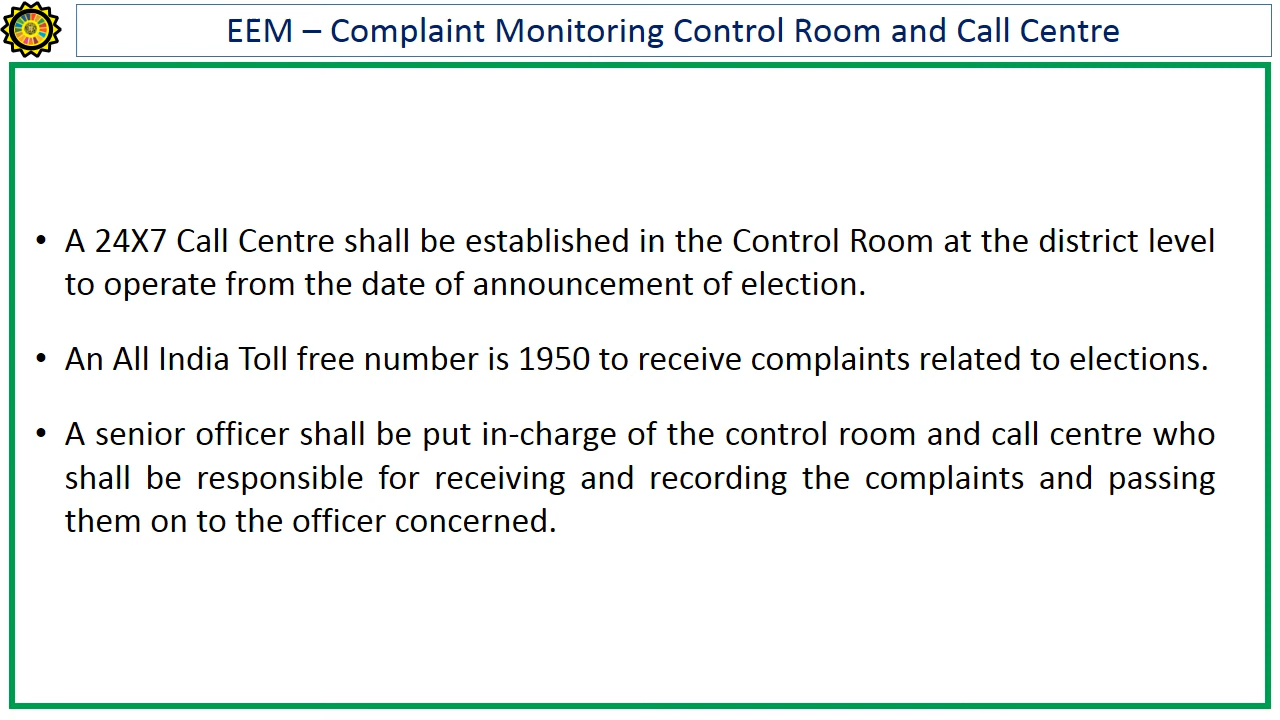 EEM – Complaint Monitoring Control Room and Call Centre
• A 24X7 Call Centre shall be established in the Control Room at the district level
to operate from the date of announcement of election.
• An All India Toll free number is 1950 to receive complaints related to elections.
• A senior officer shall be put in-charge of the control room and call centre who
shall be responsible for receiving and recording the complaints and passing
them on to the officer concerned.